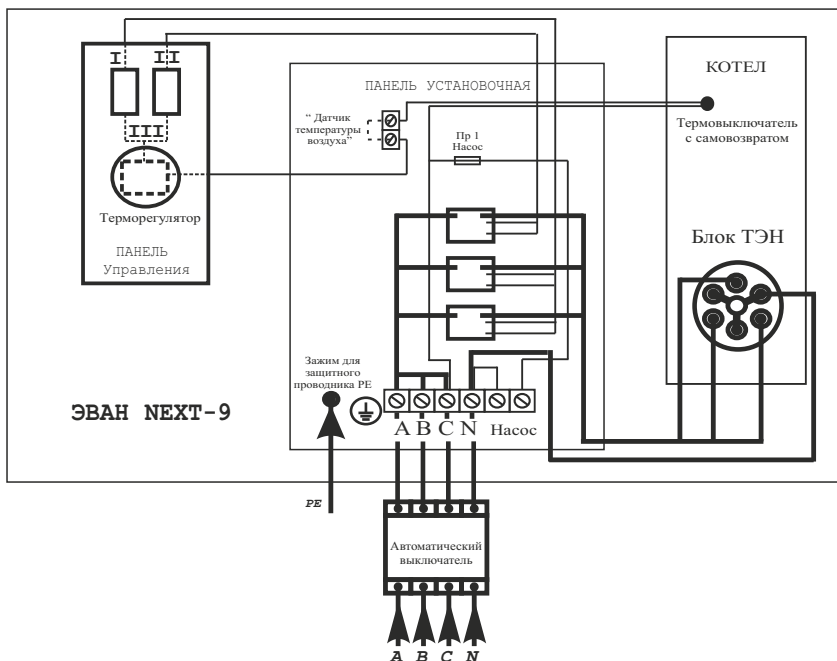 I II
III
Терморегулятор
ПАНЕЛЬ
Управления
ПАНЕЛЬ УСТАНОВОЧНАЯ
“ Датчик
температуры
воздуха”
Пр 1
Насос
КОТЕЛ
Термовыключатель
с самовозвратом
Блок ТЭН
Зажим для
защитного
проводника PE
ЭВАН NEXT-9
A B C N Насос
PE
Автоматический
выключатель
A B C N